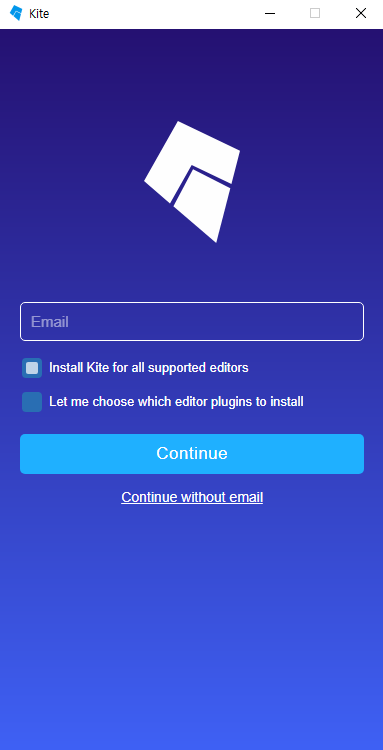 Kite
Email
Install Kite for all supported editors
Let me choose which editor plugins to install
Continue
Continue without email